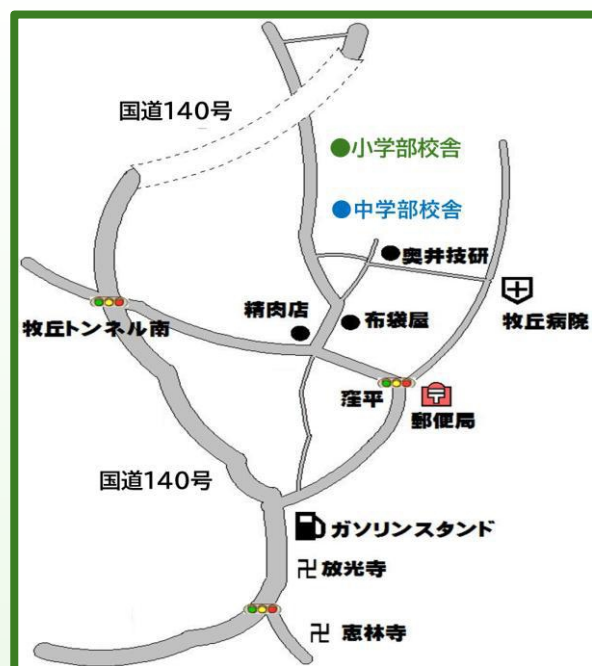 国道140号
●小学部校舎
●中学部校舎
●奥井技研
精肉店
布袋屋
牧丘病院
牧丘トンネル南
窪平
郵便局
国道140号
ガソリンスタンド
卍 放光寺
卍 恵林寺